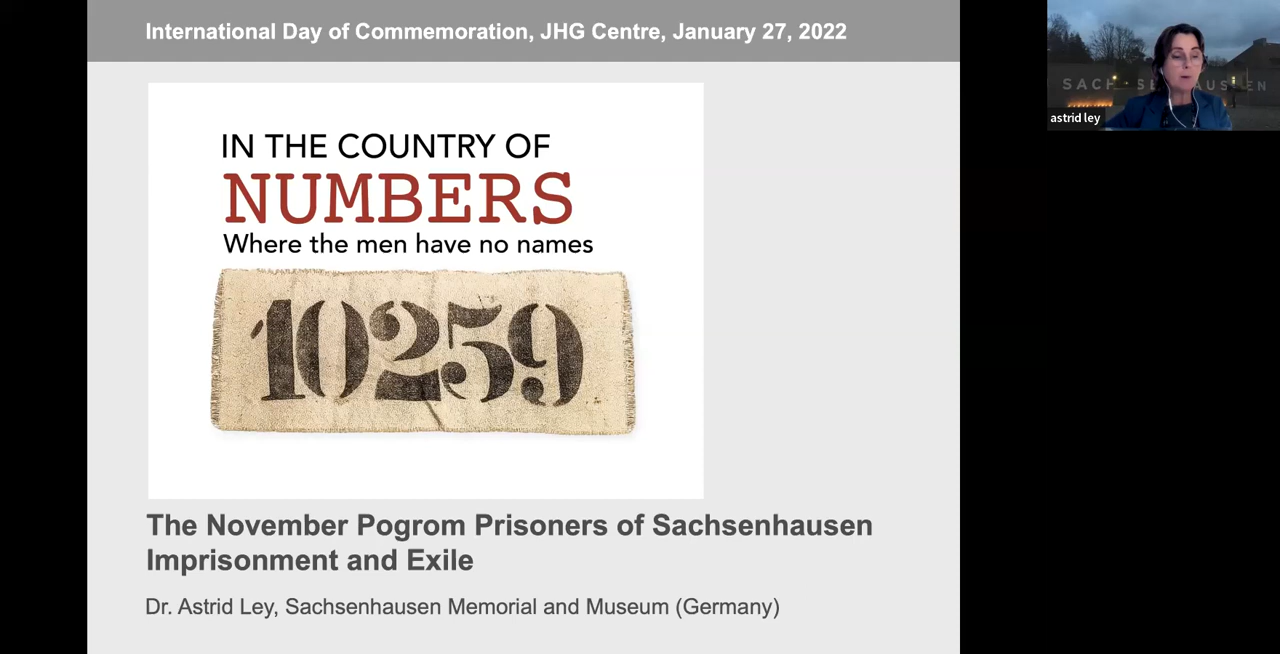 International Day of Commemoration, JHG Centre, January 27, 2022
IN THE COUNTRY OF
NUMBERS
Where the men have no names
10259
The November Pogrom Prisoners of Sachsenhausen
Imprisonment and Exile
Dr. Astrid Ley, Sachsenhausen Memorial and Museum (Germany)
SACHSE AUSEN
astrid ley